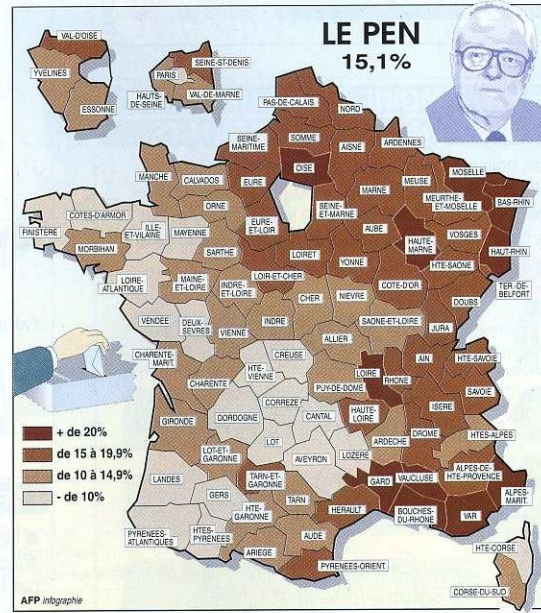 VAL-D'OISE
YVELINES
ESSONNE
SEINE-ST-DENIS
PARIS
HAUTS-
DE-SEINE
VAL-DE-MARNE
LE PEN
15,1%
PAS-DE-CALAIS
NORD
SEINE-
MARITIME
SOMME
AISNE
ARDENNES
OISE
MANCHE
CALVADOS
EURE
ORNE
SEINE-
ET-MARNE
MARNE
MEUSE
MOSELLE
MEURTHE-
ET-MOSELLE
BAS-RHIN
FINISTERE
COTES-D'ARMOR
ILLE-
ET-VILAINE
MAYENNE
EURE-
ET-LOIR
AUBE
HAUTE-
MARNE
VOSGES
HAUT-RHIN
MORBIHAN
SARTHE
LOIRET
YONNE
HTE-SAONE
TER.-DE-
BELFORT
LOIRE-
ATLANTIQUE
MAINE-
ET-LOIRE
INDRE-
ET-LOIRE
LOIR-ET-CHER
CHER
NIEVRE
COTE-D'OR
DOUBS
VENDEE
DEUX-
SEVRES
VIENNE
INDRE
SAONE-ET-LOIRE
JURA
ALLIER
CHARENTE-
MARIT.
CHARENTE
HTE-
VIENNE
CREUSE
PUY-DE-DOME
LOIRE
RHONE
AIN
HTE-SAVOIE
SAVOIE
GIRONDE
DORDOGNE
CORREZE
CANTAL
HAUTE-
LOIRE
ISERE
+ de 20%
de 15 à 19,9%
de 10 à 14,9%
- de 10%
LOT
LOT-ET-
GARONNE
AVEYRON
LOZERE
ARDECHE
DROME
HTES-ALPES
LANDES
TARN-ET-
GARONNE
GERS
TARN
GARD
VAUCLUSE
ALPES-DE-
HTE-PROVENCE
ALPES-
MARIT.
HTE-
GARONNE
HERAULT
BOUCHES-
DU-RHONE
VAR
PYRENEES-
ATLANTIQUES
HTES-
PYRENEES
ARIEGE
AUDE
PYRENEES-ORIENT.
HTE-CORSE
CORSE-DU-SUD
AFP infographie